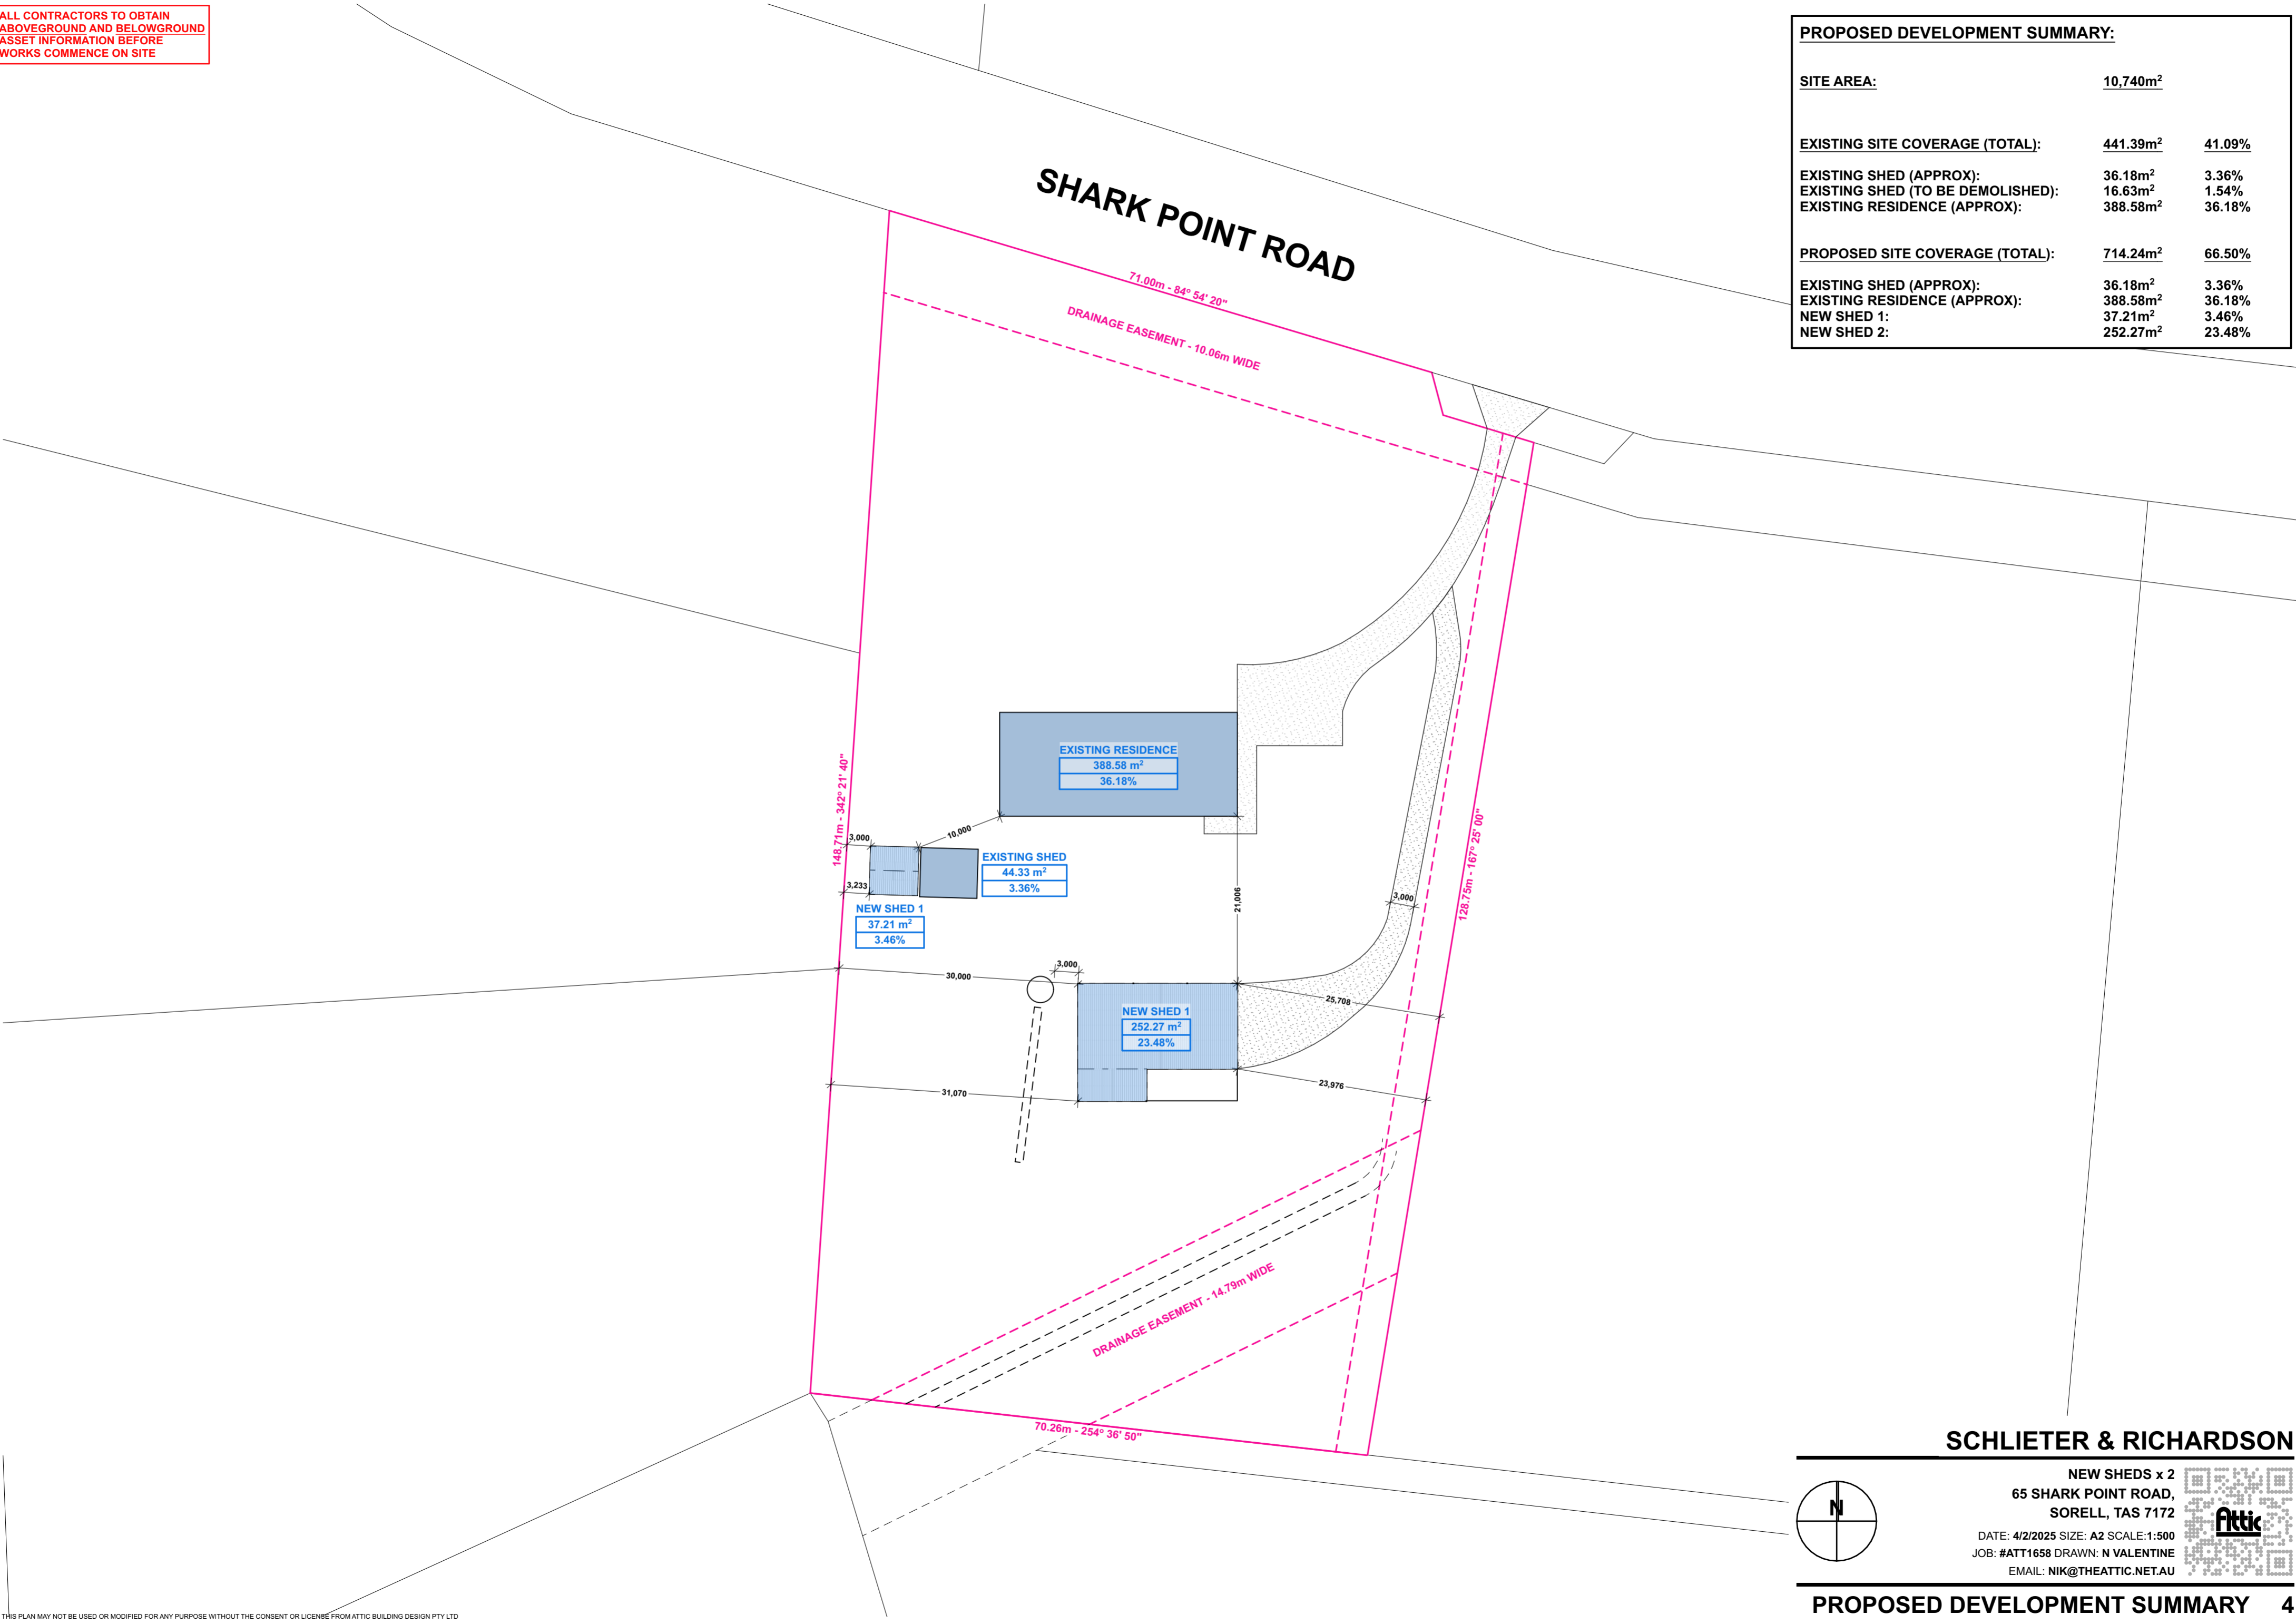 ALL CONTRACTORS TO OBTAIN
ABOVEGROUND AND BELOWGROUND
ASSET INFORMATION BEFORE
WORKS COMMENCE ON SITE
PROPOSED DEVELOPMENT SUMMARY:
SITE AREA: 10,740m²
EXISTING SITE COVERAGE (TOTAL): 441.39m² 41.09%
EXISTING SHED (APPROX): 36.18m² 3.36%
EXISTING SHED (TO BE DEMOLISHED): 16.63m² 1.54%
EXISTING RESIDENCE (APPROX): 388.58m² 36.18%
PROPOSED SITE COVERAGE (TOTAL): 714.24m² 66.50%
EXISTING SHED (APPROX): 36.18m² 3.36%
EXISTING RESIDENCE (APPROX): 388.58m² 36.18%
NEW SHED 1: 37.21m² 3.46%
NEW SHED 2: 252.27m² 23.48%
SHARK POINT ROAD
71.00m - 84° 54' 20"
DRAINAGE EASEMENT - 10.06m WIDE
EXISTING RESIDENCE
388.58 m²
36.18%
148.71m - 342° 21' 40"
3,000
10,000
EXISTING SHED
44.33 m²
3.36%
3,233
NEW SHED 1
37.21 m²
3.46%
21,006
3,000
128.75m - 167° 25' 00"
30,000
3,000
NEW SHED 1
252.27 m²
23.48%
25,708
31,070
23,976
DRAINAGE EASEMENT - 14.79m WIDE
70.26m - 254° 36' 50"
SCHLIETER & RICHARDSON
N
NEW SHEDS x 2
65 SHARK POINT ROAD,
SORELL, TAS 7172
DATE: 4/2/2025 SIZE: A2 SCALE:1:500
JOB: #ATT1658 DRAWN: N VALENTINE
EMAIL: NIK@THEATTIC.NET.AU
Attic
PROPOSED DEVELOPMENT SUMMARY 4
THIS PLAN MAY NOT BE USED OR MODIFIED FOR ANY PURPOSE WITHOUT THE CONSENT OR LICENSE FROM ATTIC BUILDING DESIGN PTY LTD